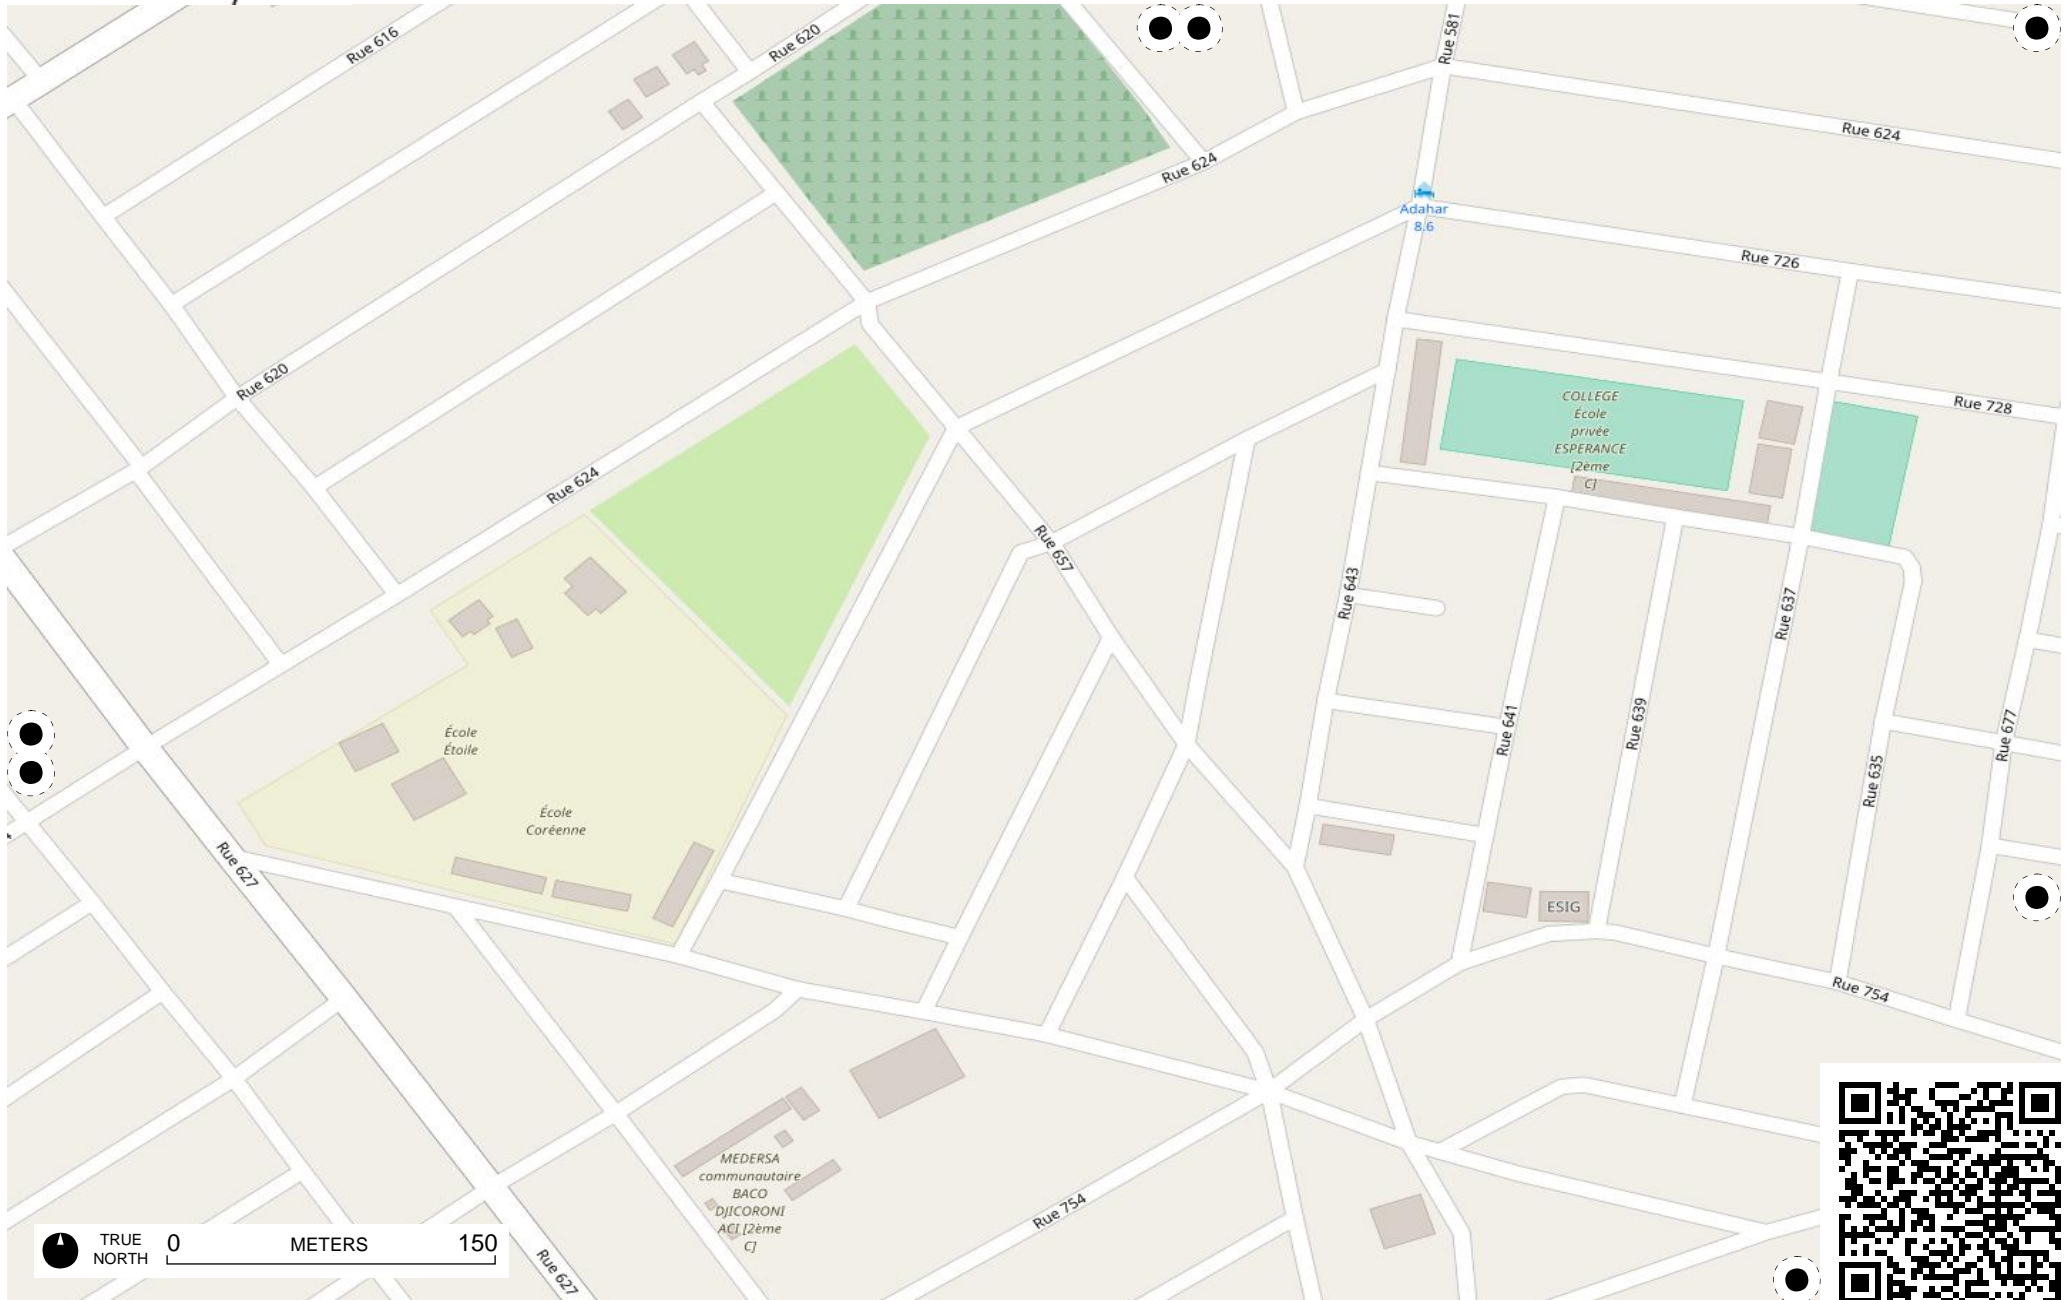 Rue 616
Rue 620
Rue 581
Rue 624
Rue 624
Adahar
8.6
Rue 726
Rue 620
COLLEGE
École
privée
ESPERANCE
[2ème
C]
Rue 728
Rue 624
Rue 657
Rue 643
Rue 637
Rue 641
Rue 639
Rue 677
Rue 635
École
Étoile
École
Coréenne
Rue 627
ESIG
Rue 754
MEDERSA
communautaire
BACO
DJICORONI
ACI [2ème
C]
Rue 754
Rue 627
TRUE
NORTH
0 METERS 150